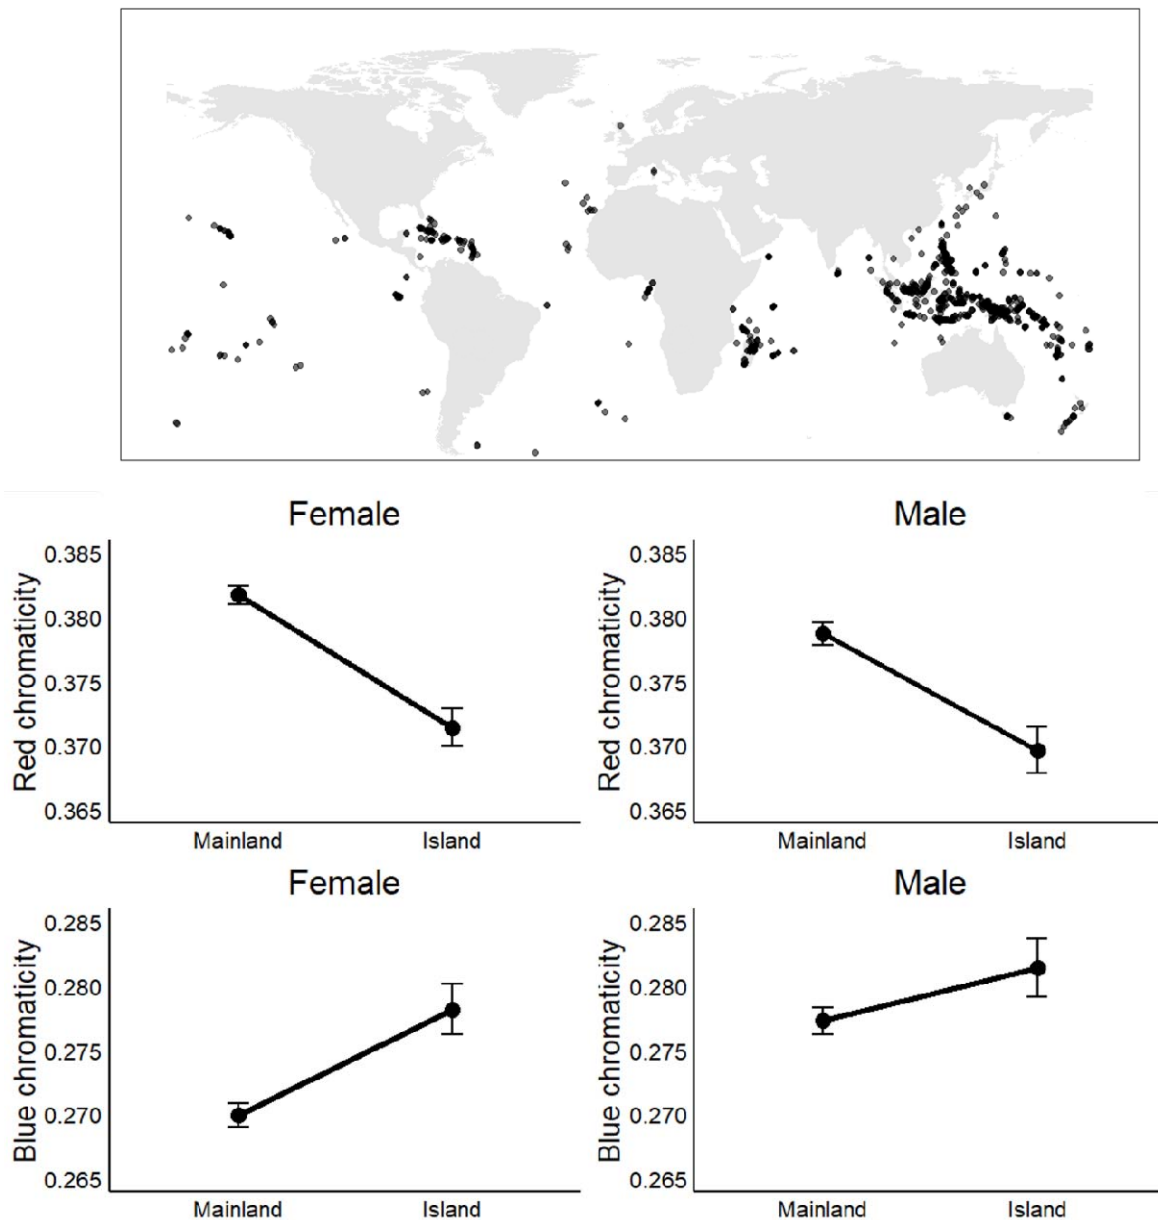 Female
Male
Red chromaticity
0.385
0.380
0.375
0.370
0.365
Mainland
Island
Red chromaticity
0.385
0.380
0.375
0.370
0.365
Mainland
Island
Female
Male
Blue chromaticity
0.285
0.280
0.275
0.270
0.265
Mainland
Island
Blue chromaticity
0.285
0.280
0.275
0.270
0.265
Mainland
Island